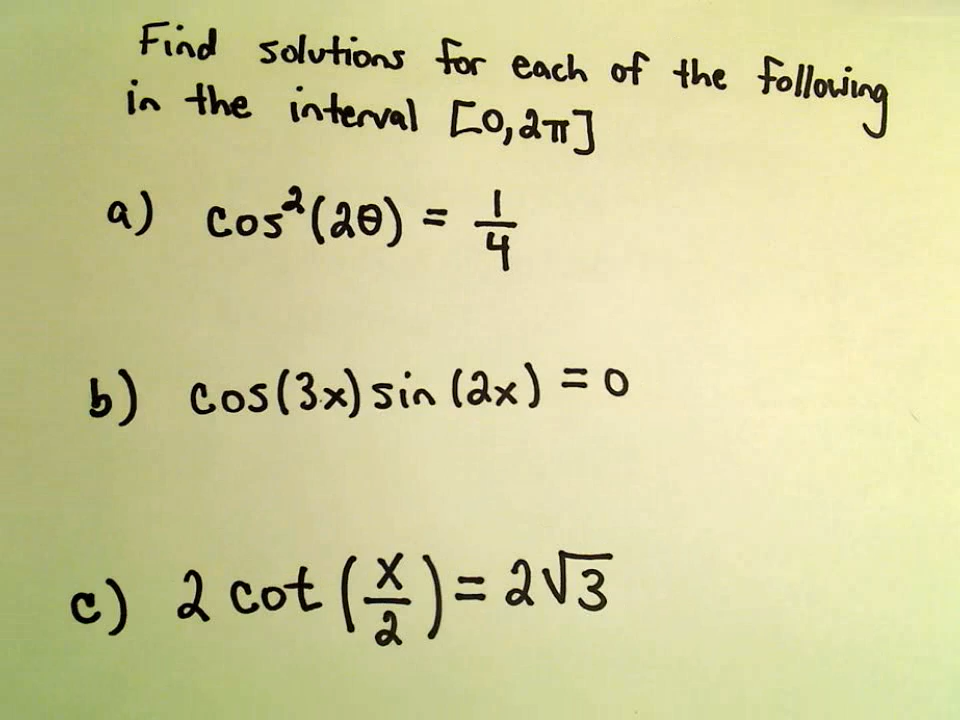 Find solutions for each of the following
in the interval [0, 2π]
a) cos²(2θ) = 1/4
b) cos(3x) sin(2x) = 0
c) 2 cot(x/2) = 2√3